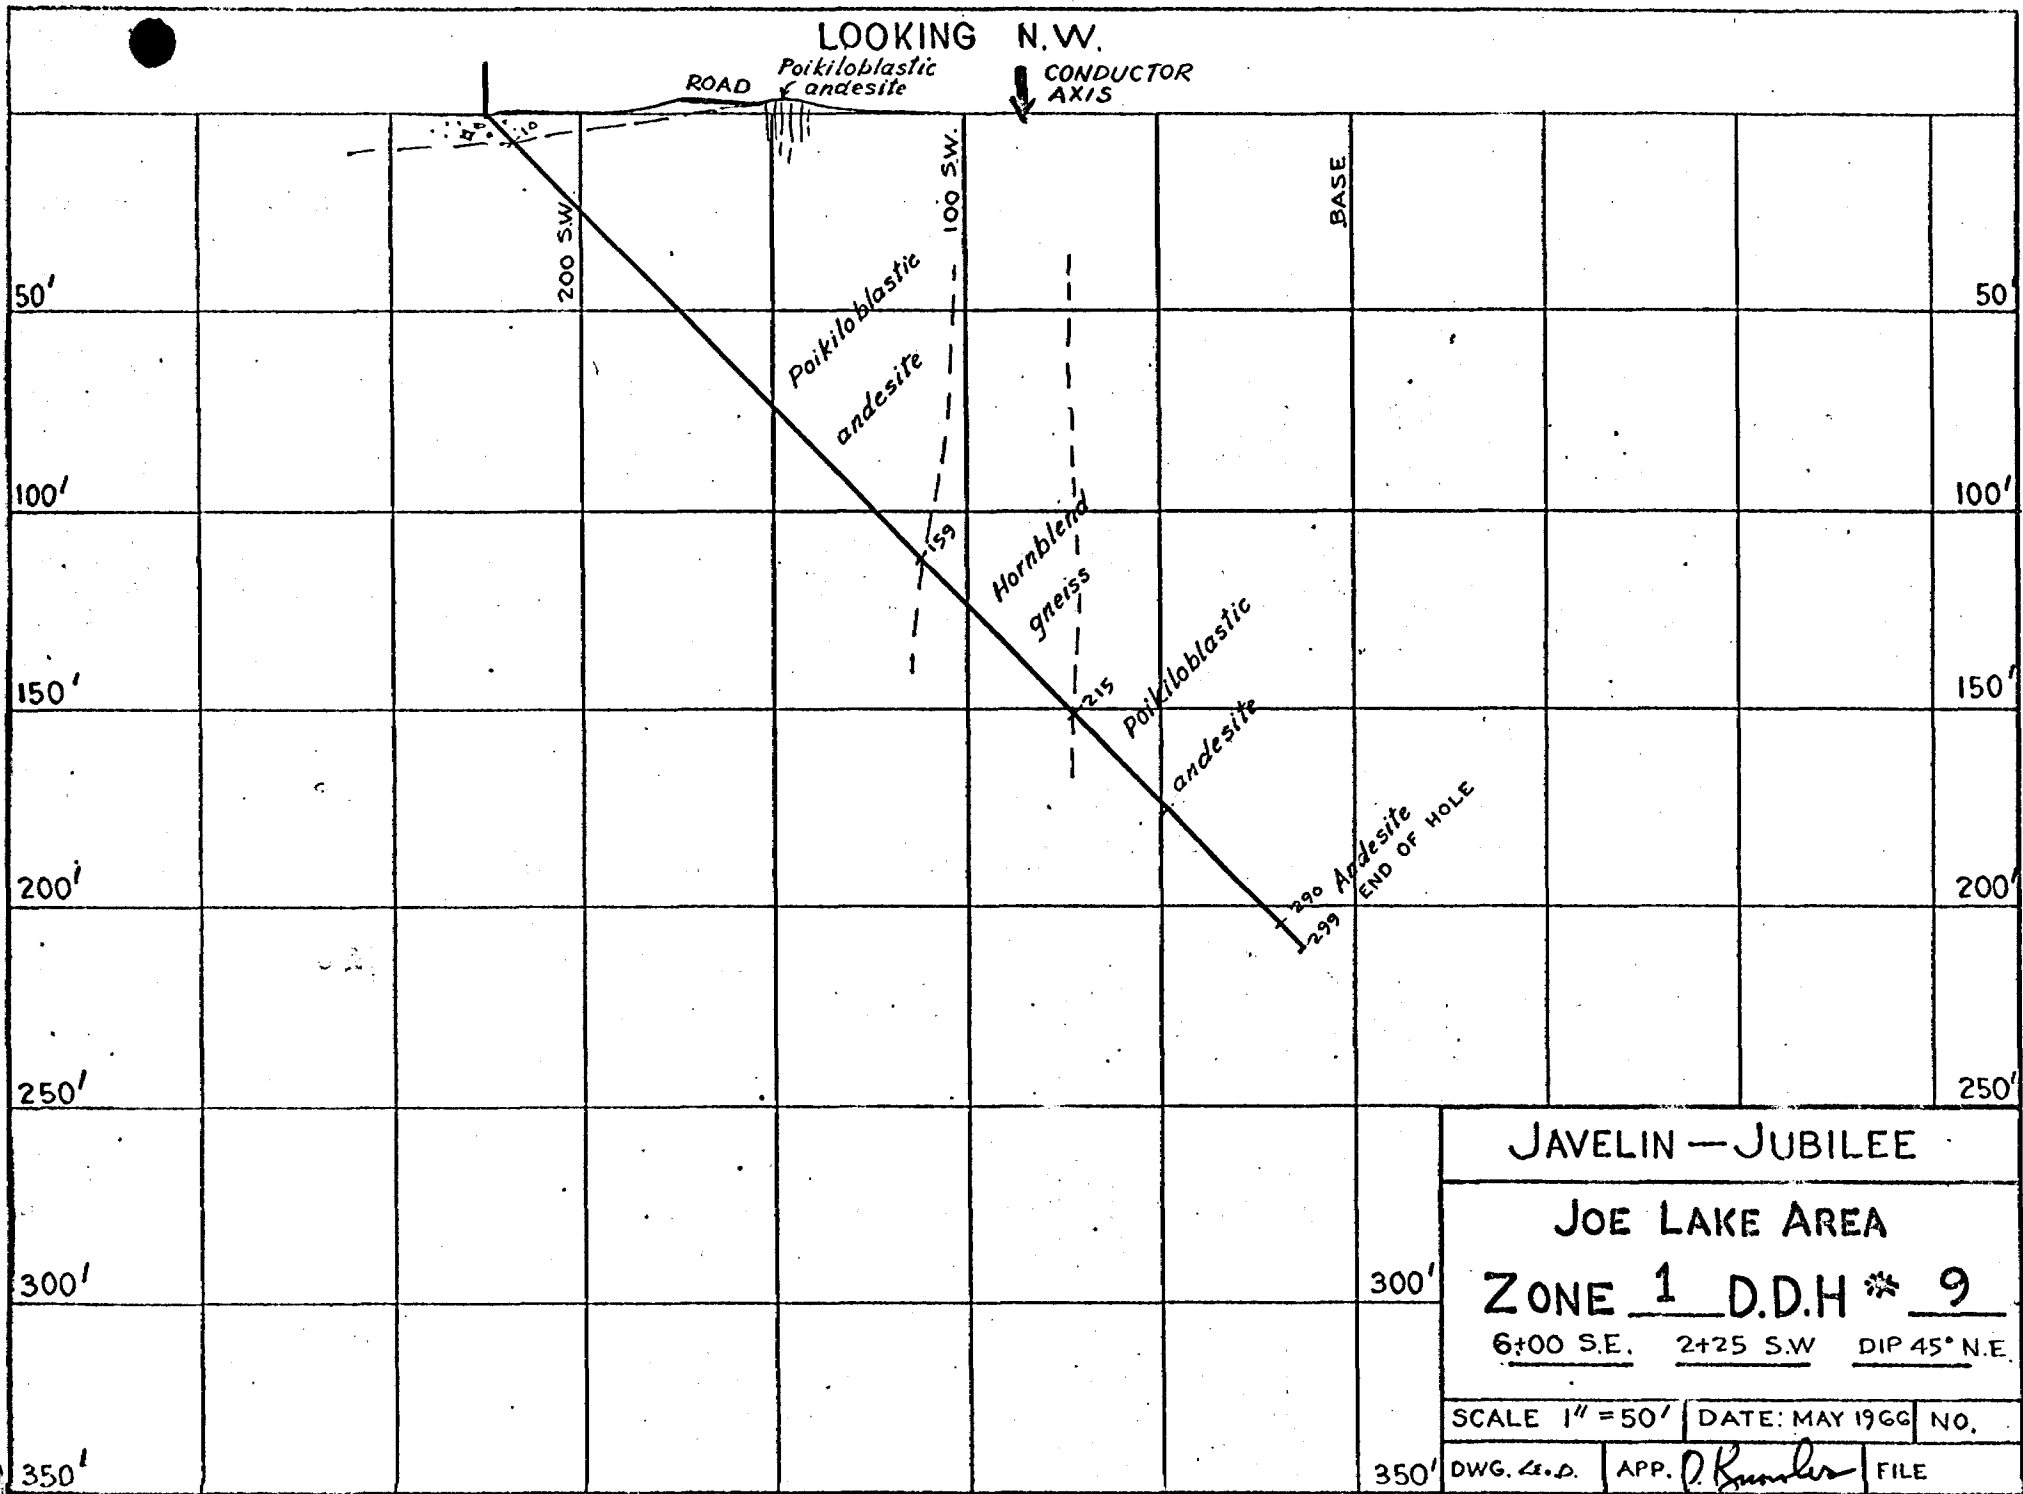 LOOKING N.W.
Poikiloblastic
andesite
ROAD
CONDUCTOR
AXIS
10
200 S.W.
100 S.W.
BASE
50'
50'
Poikiloblastic
andesite
100'
100'
159
Hornblend
gneiss
150'
150'
215
Poikiloblastic
andesite
200'
200'
290 Andesite
299 END OF HOLE
250'
250'
300'
300'
350'
350'
JAVELIN — JUBILEE
JOE LAKE AREA
ZONE 1 D.D.H # 9
6+00 S.E. 2+25 S.W DIP 45° N.E.
SCALE 1" = 50' DATE: MAY 1966 NO.
DWG. APP. FILE